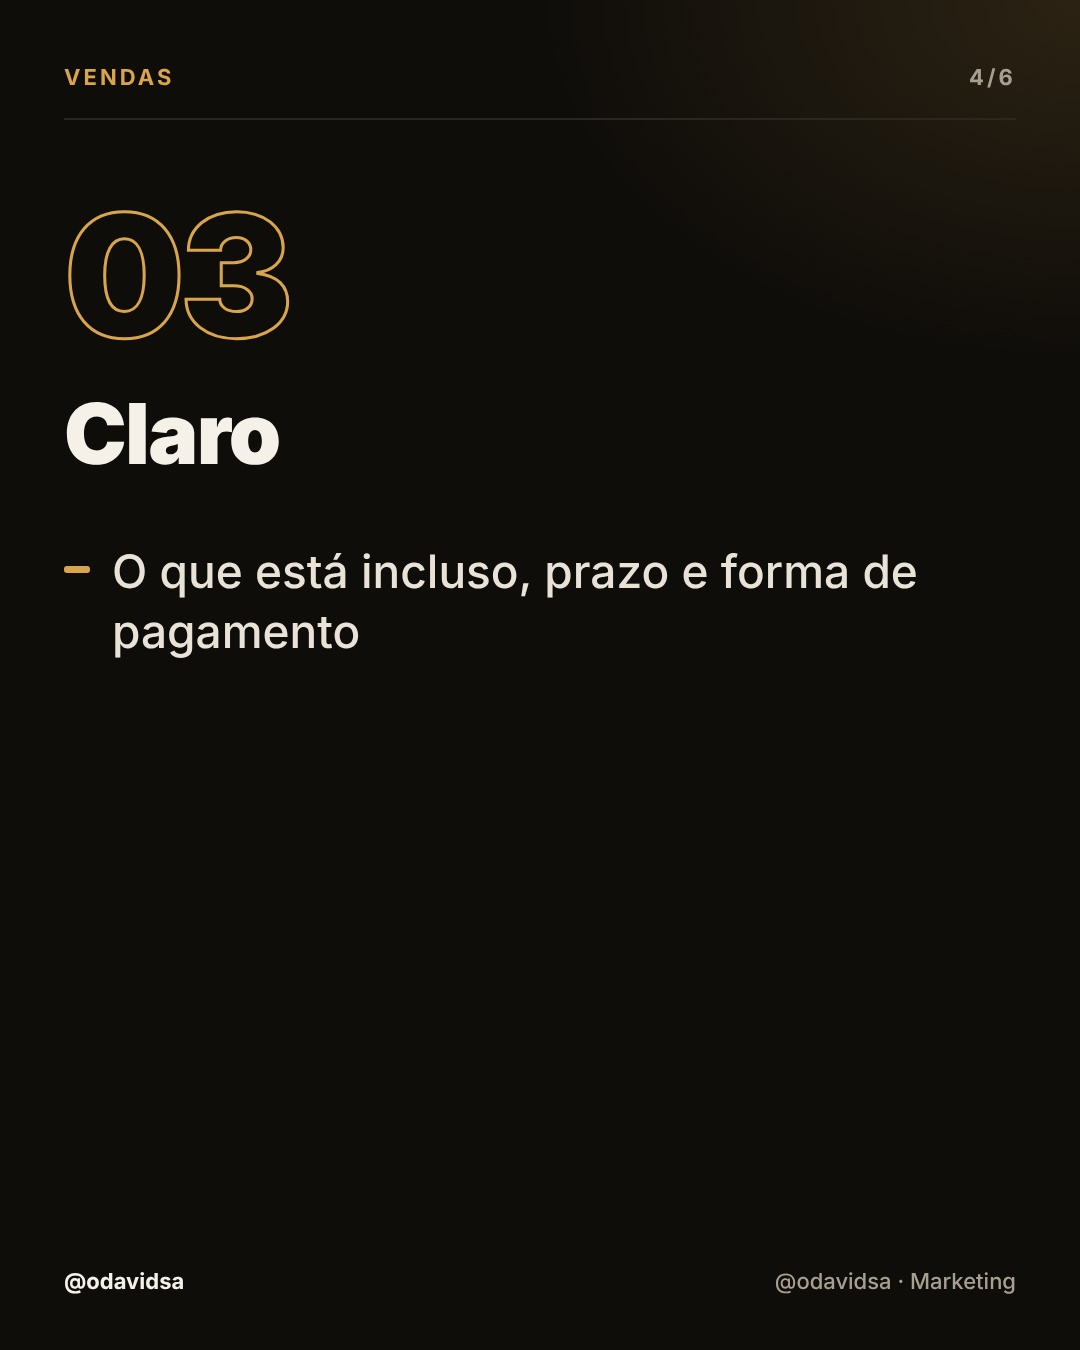 VENDAS
4/6
03
Claro
O que está incluso, prazo e forma de
pagamento
@odavidsa
@odavidsa · Marketing